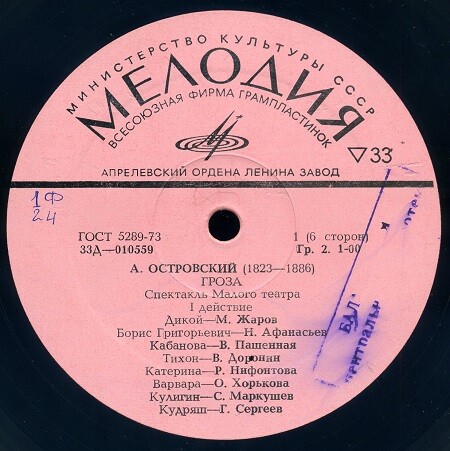 МИНИСТЕРСТВО КУЛЬТУРЫ СССР
МЕЛОДИЯ
ВСЕСОЮЗНАЯ ФИРМА ГРАМПЛАСТИНОК
▽33
АПРЕЛЕВСКИЙ ОРДЕНА ЛЕНИНА ЗАВОД
1Ф
24
ГОСТ 5289-73
1 (6 сторон)
33Д—010559
Гр. 2. 1-00
А. ОСТРОВСКИЙ (1823—1886)
ГРОЗА
Спектакль Малого театра
I действие
Дикой—М. Жаров
Борис Григорьевич—Н. Афанасьев
Кабанова—В. Пашенная
Тихон—В. Доронин
Катерина—Р. Нифонтова
Варвара—О. Хорькова
Кулигин—С. Маркушев
Кудряш—Г. Сергеев